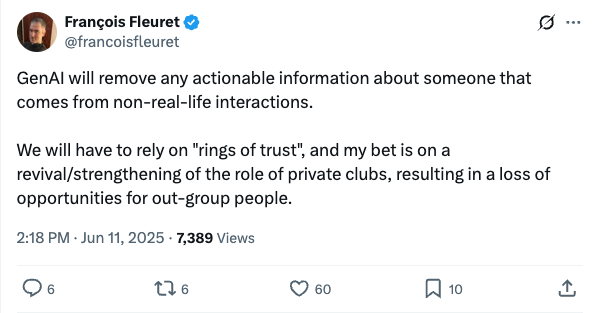 François Fleuret
@francoisfleuret
GenAI will remove any actionable information about someone that
comes from non-real-life interactions.
We will have to rely on "rings of trust", and my bet is on a
revival/strengthening of the role of private clubs, resulting in a loss of
opportunities for out-group people.
2:18 PM · Jun 11, 2025 · 7,389 Views
6 6 60 10